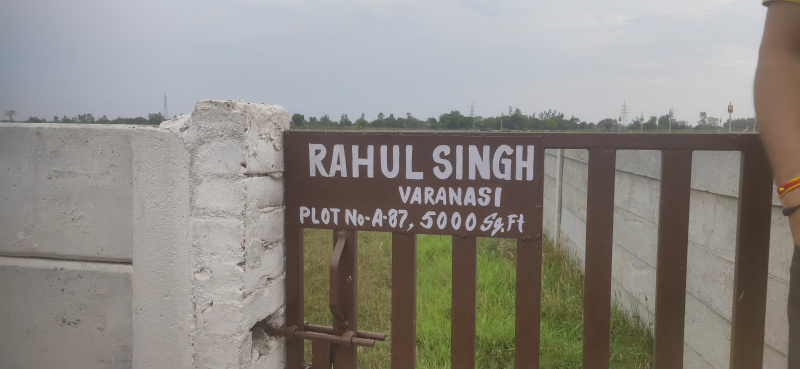 RAHUL SINGH
VARANASI
PLOT No-A-87, 5000 Sq.Ft